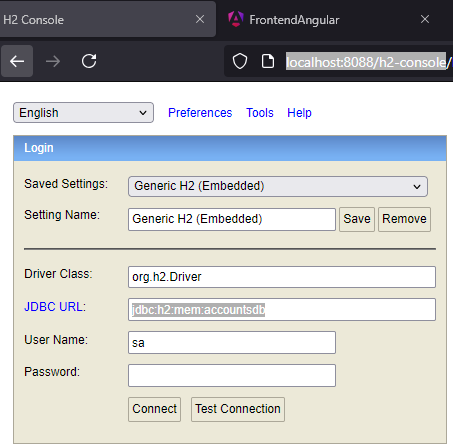 H2 Console
FrontendAngular
localhost:8088/h2-console/
English Preferences Tools Help
Login
Saved Settings: Generic H2 (Embedded)
Setting Name: Generic H2 (Embedded) Save Remove
Driver Class: org.h2.Driver
JDBC URL: jdbc:h2:mem:accountsdb
User Name: sa
Password:
Connect Test Connection